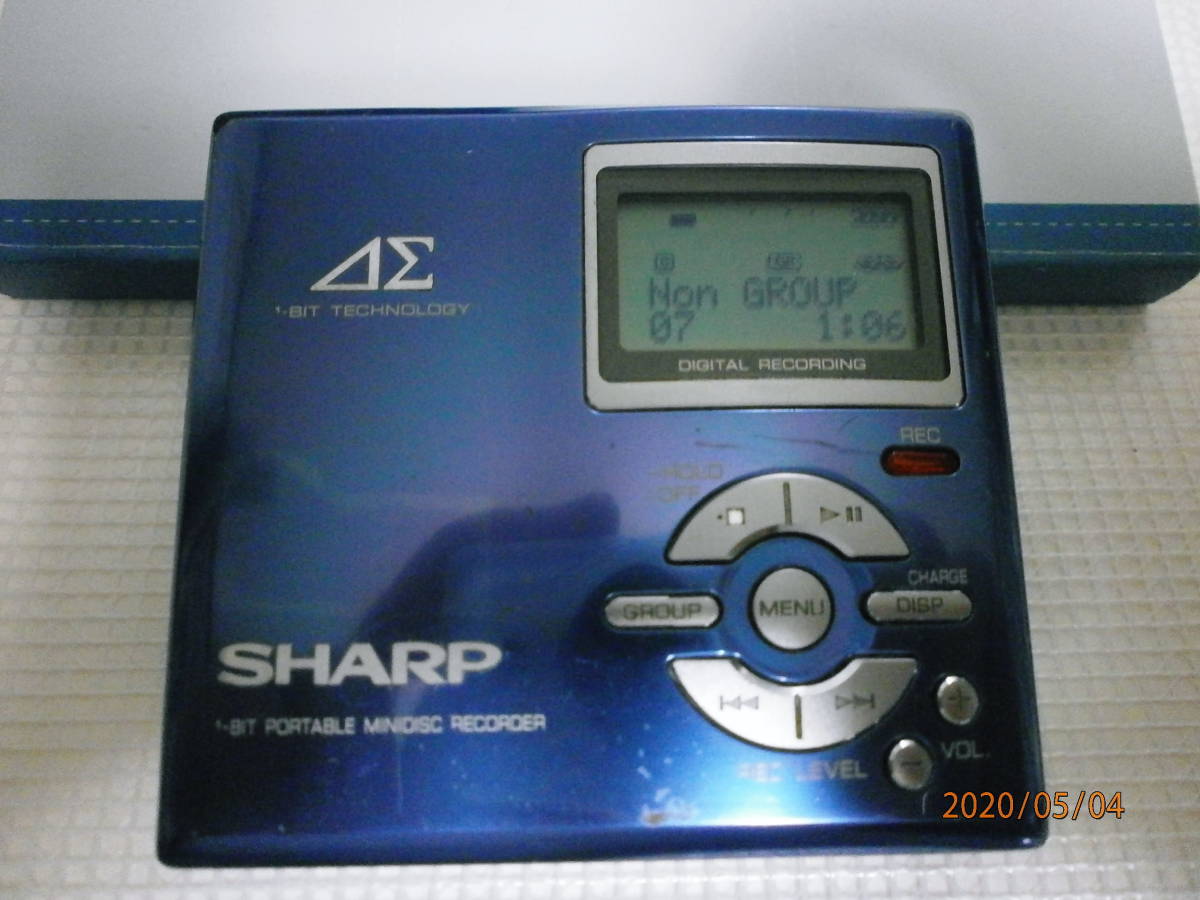 ΔΣ
1-BIT TECHNOLOGY
Non GROUP
07 1:06
DIGITAL RECORDING
REC
HOLD
OFF
CHARGE
GROUP
MENU
DISP
SHARP
1-BIT PORTABLE MINIDISC RECORDER
+
VOL.
−
REC LEVEL
2020/05/04